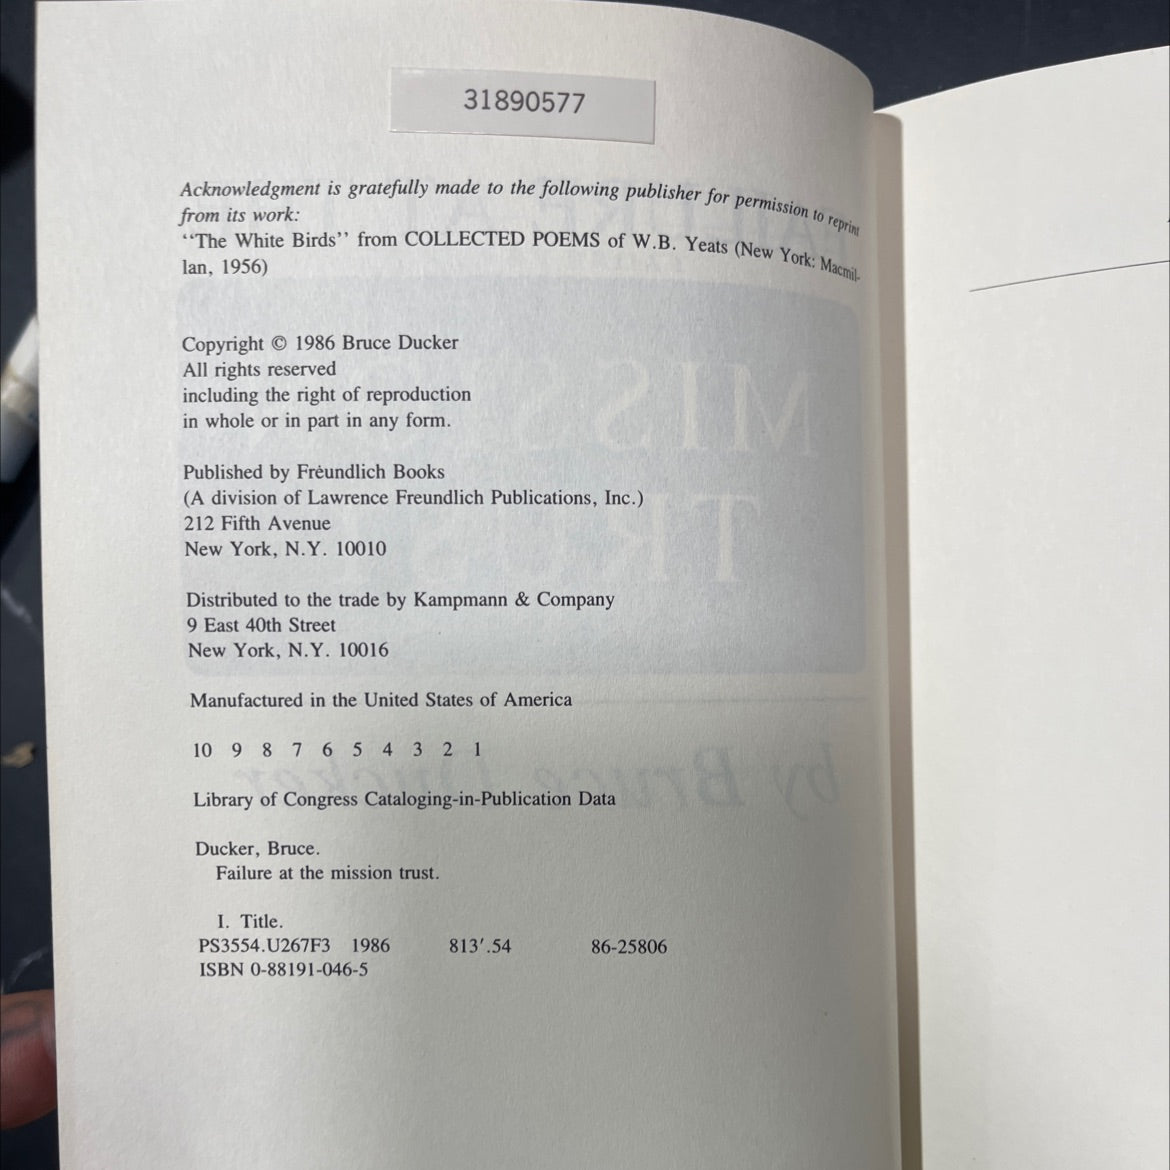 31890577
Acknowledgment is gratefully made to the following publisher for permission to reprint
from its work:
“The White Birds” from COLLECTED POEMS of W.B. Yeats (New York: Macmil-
lan, 1956)
Copyright © 1986 Bruce Ducker
All rights reserved
including the right of reproduction
in whole or in part in any form.
Published by Freundlich Books
(A division of Lawrence Freundlich Publications, Inc.)
212 Fifth Avenue
New York, N.Y. 10010
Distributed to the trade by Kampmann & Company
9 East 40th Street
New York, N.Y. 10016
Manufactured in the United States of America
10 9 8 7 6 5 4 3 2 1
Library of Congress Cataloging-in-Publication Data
Ducker, Bruce.
Failure at the mission trust.
I. Title.
PS3554.U267F3 1986 813′.54 86-25806
ISBN 0-88191-046-5